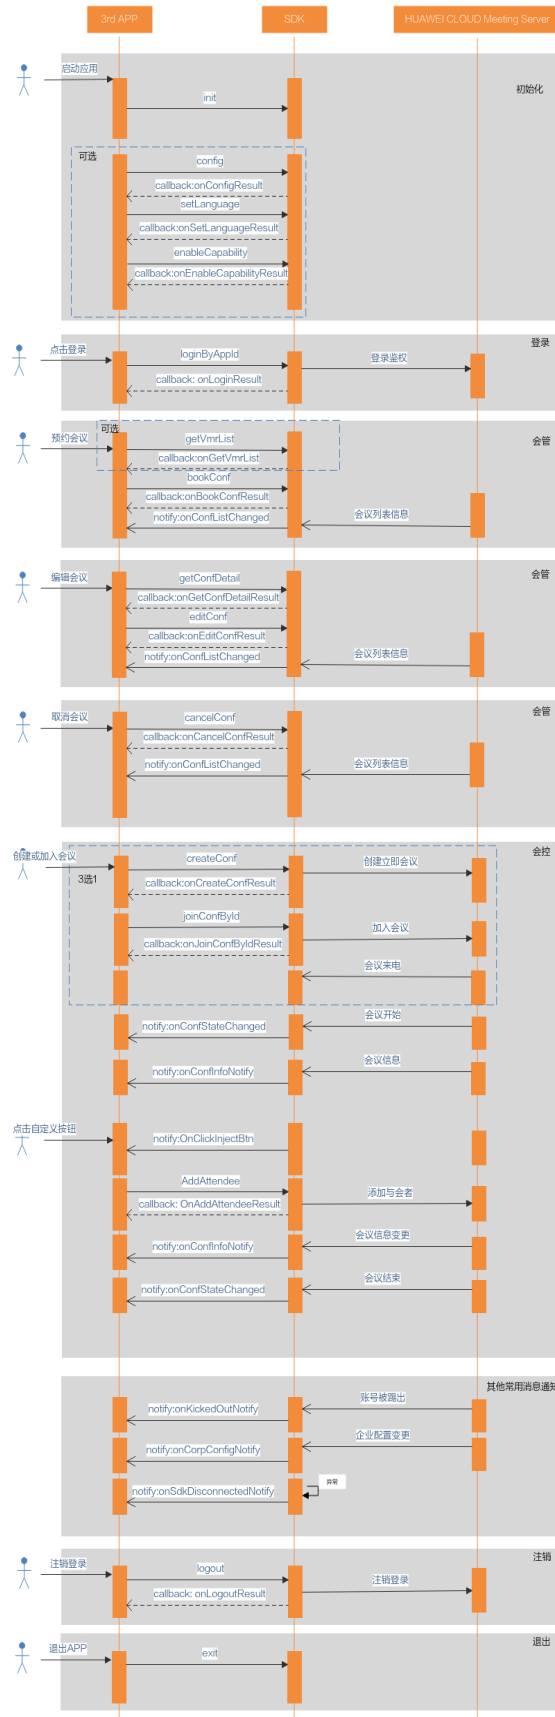 3rd APP
SDK
HUAWEI CLOUD Meeting Server
启动应用
初始化
init
可选
config
callback:onConfigResult
setLanguage
callback:onSetLanguageResult
enableCapability
callback:onEnableCapabilityResult
登录
点击登录
loginByAppId
登录鉴权
callback: onLoginResult
可选
预约会议
getVmrList
会管
callback:onGetVmrList
bookConf
callback:onBookConfResult
notify:onConfListChanged
会议列表信息
编辑会议
getConfDetail
会管
callback:onGetConfDetailResult
editConf
callback:onEditConfResult
notify:onConfListChanged
会议列表信息
取消会议
cancelConf
会管
callback:onCancelConfResult
notify:onConfListChanged
会议列表信息
创建或加入会议
会控
createConf
创建立即会议
3选1
callback:onCreateConfResult
joinConfById
加入会议
callback:onJoinConfByIdResult
会议来电
会议开始
notify:onConfStateChanged
会议信息
notify:onConfInfoNotify
点击自定义按钮
notify:OnClickInjectBtn
AddAttendee
添加与会者
callback: OnAddAttendeeResult
会议信息变更
notify:onConfInfoNotify
会议结束
notify:onConfStateChanged
其他常用消息通知
账号被踢出
notify:onKickedOutNotify
企业配置变更
notify:onCorpConfigNotify
异常
notify:onSdkDisconnectedNotify
注销
注销登录
logout
注销登录
callback: onLogoutResult
退出
退出APP
exit